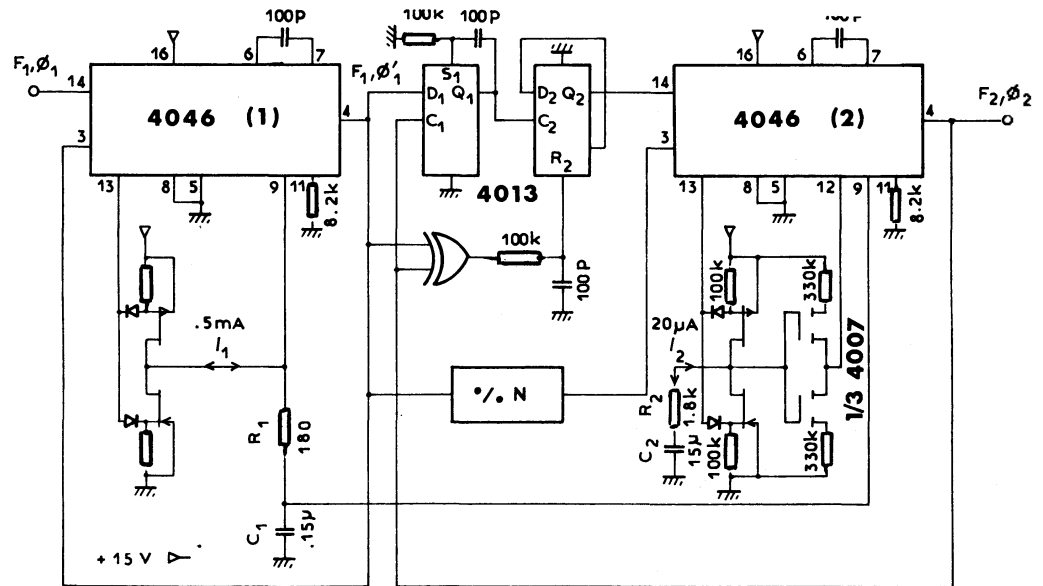 100p
16
6
7
F₁,Ø₁
14
4046 (1)
4
3
13
8
5
9
11
8.2k
F₁,Ø'₁
100k
100p
S₁
D₁ Q₁
C₁
D₂ Q₂
C₂
R₂
4013
100k
100p
%. N
16
6
7
14
4046 (2)
4
3
13
8
5
12
9
11
8.2k
F₂,Ø₂
.5mA
I₁
R₁
180
C₁
.15µ
+15 V
20µA
I₂
R₂
1.8k
C₂
15µ
100k
100k
330k
330k
1/3 4007